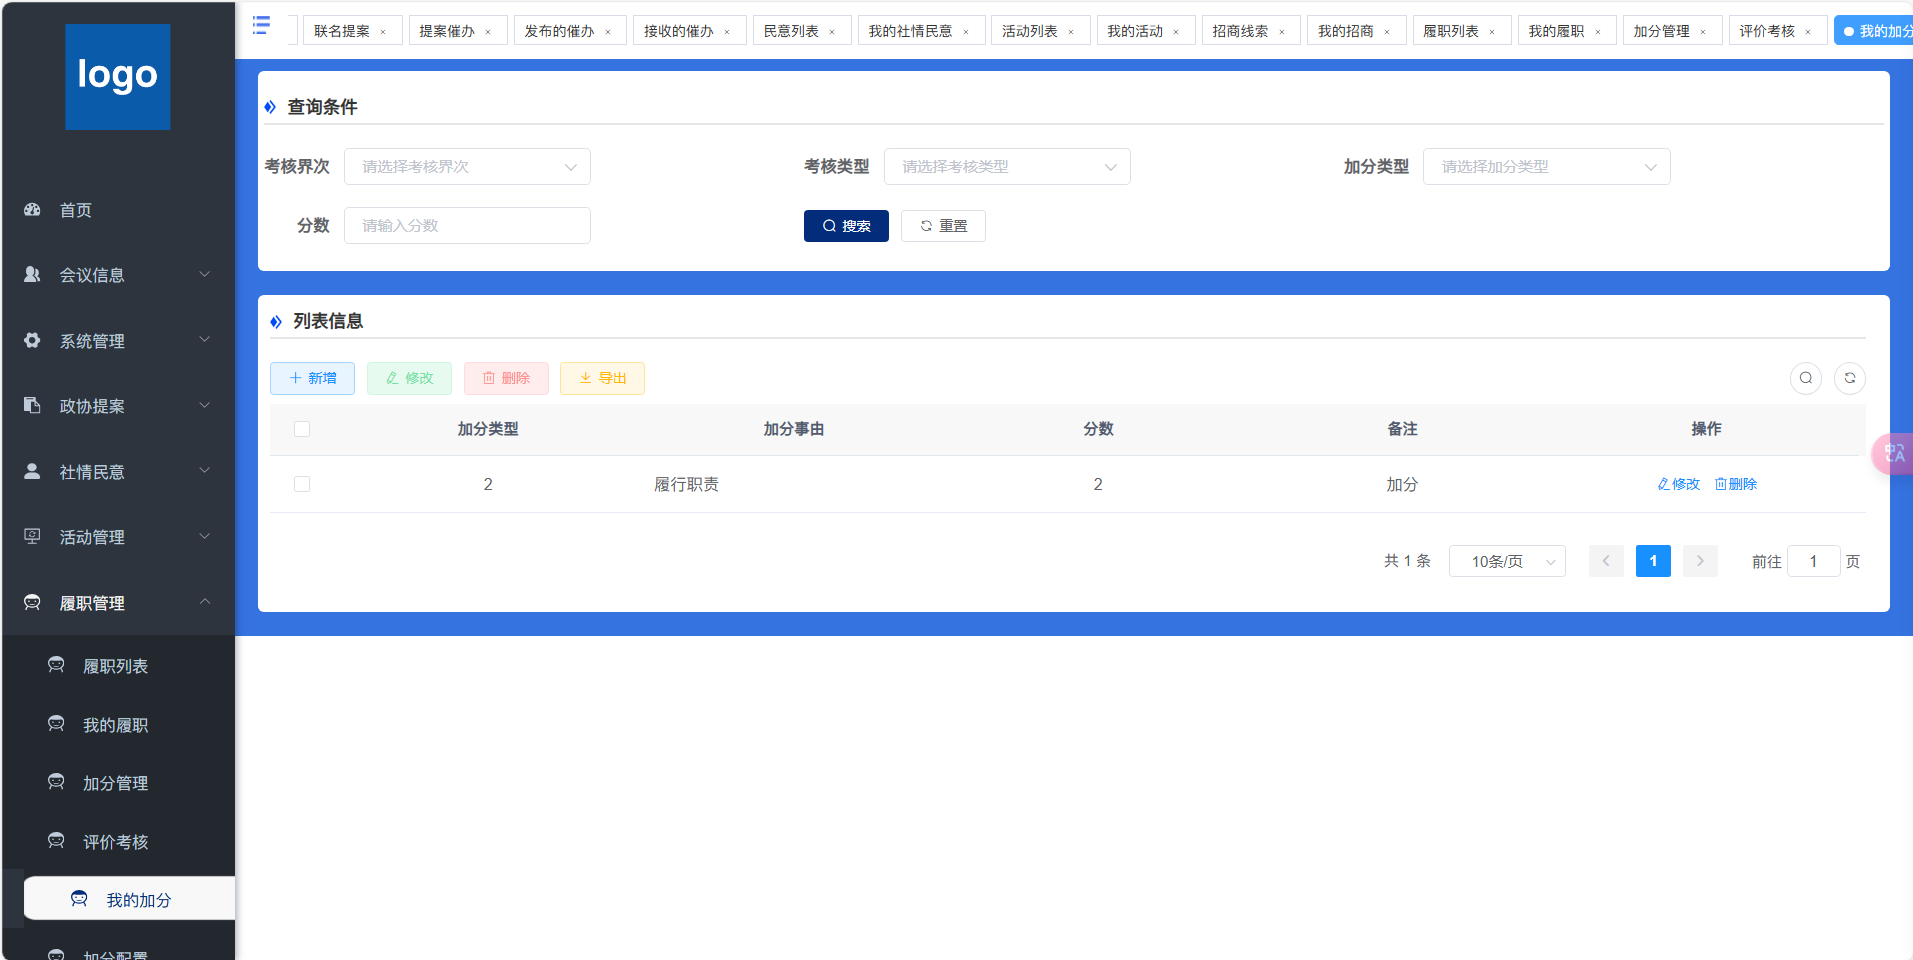 logo
首页
会议信息
系统管理
政协提案
社情民意
活动管理
履职管理
履职列表
我的履职
加分管理
评价考核
我的加分
加分配置
联名提案 × 提案催办 × 发布的催办 × 接收的催办 × 民意列表 × 我的社情民意 × 活动列表 × 我的活动 × 招商线索 × 我的招商 × 履职列表 × 我的履职 × 加分管理 × 评价考核 × 我的加分
查询条件
考核界次 请选择考核界次 考核类型 请选择考核类型 加分类型 请选择加分类型
分数 请输入分数 搜索 重置
列表信息
新增 修改 删除 导出
加分类型 加分事由 分数 备注 操作
2 履行职责 2 加分 修改 删除
共 1 条 10条/页 1 前往 1 页